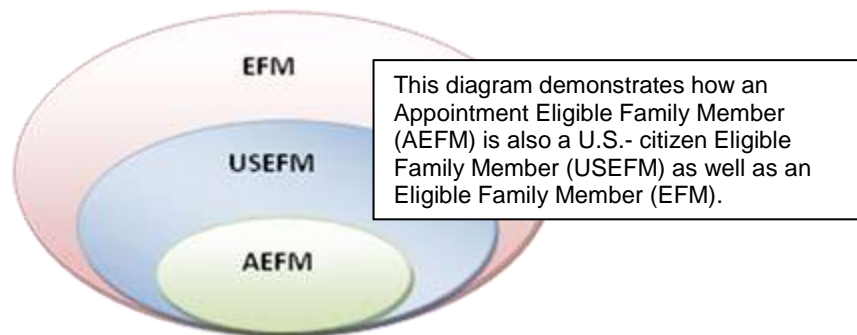 EFM
This diagram demonstrates how an
Appointment Eligible Family Member
(AEFM) is also a U.S.- citizen Eligible
Family Member (USEFM) as well as an
Eligible Family Member (EFM).
USEFM
AEFM